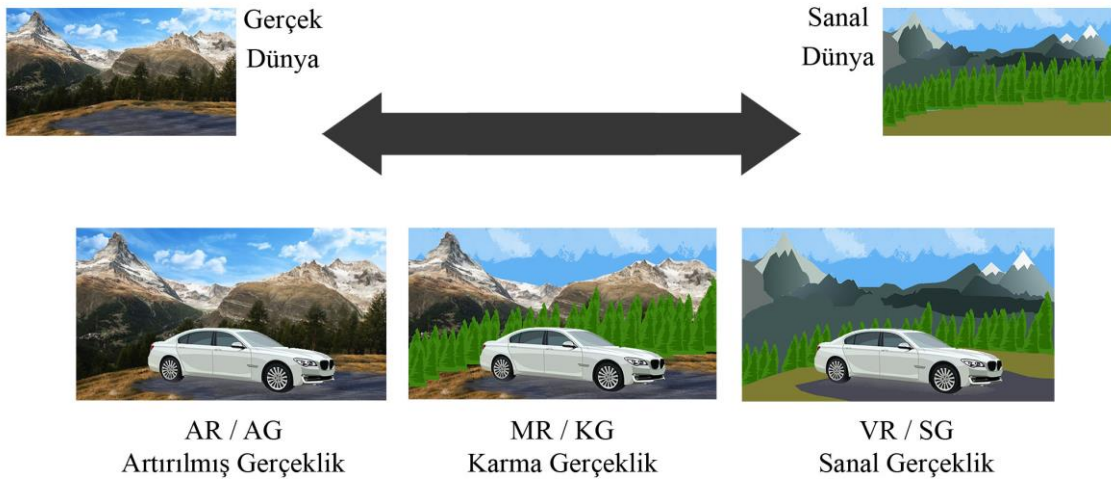 Gerçek
Dünya
Sanal
Dünya
AR / AG
Artırılmış Gerçeklik
MR / KG
Karma Gerçeklik
VR / SG
Sanal Gerçeklik